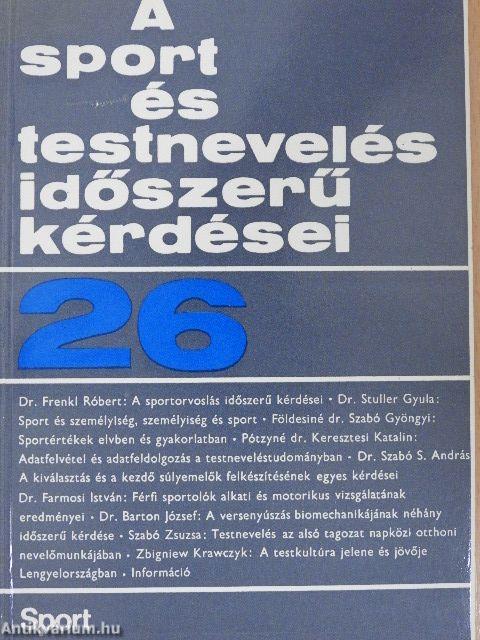 A
sport
és
testnevelés
időszerű
kérdései
26
Dr. Frenkl Róbert: A sportorvoslás időszerű kérdései • Dr. Stuller Gyula:
Sport és személyiség, személyiség és sport • Földesiné dr. Szabó Gyöngyi:
Sportértékek elvben és gyakorlatban • Pótzyné dr. Keresztesi Katalin:
Adatfelvétel és adatfeldolgozás a testneveléstudományban • Dr. Szabó S. András
A kiválasztás és a kezdő súlyemelők felkészítésének egyes kérdései
Dr. Farmosi István: Férfi sportolók alkati és motorikus vizsgálatának
eredményei • Dr. Barton József: A versenyúszás biomechanikájának néhány
időszerű kérdése • Szabó Zsuzsa: Testnevelés az alsó tagozat napközi otthoni
nevelőmunkájában • Zbigniew Krawczyk: A testkultúra jelene és jövője
Lengyelországban • Információ
Sport
Antikvarium.hu